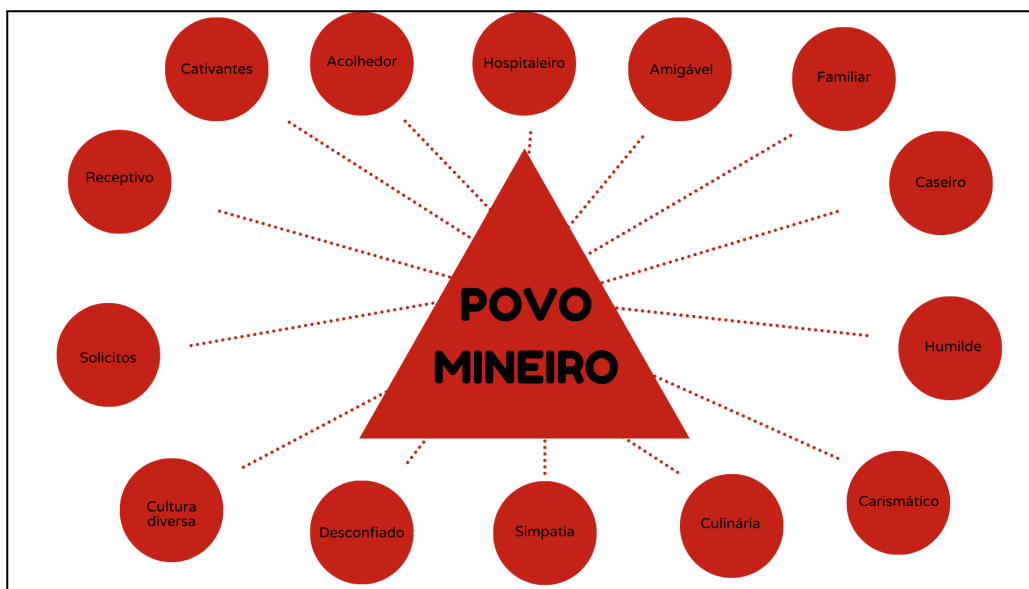 Cativantes
Acolhedor
Hospitaleiro
Amigável
Familiar
Receptivo
Caseiro
POVO
MINEIRO
Solicitos
Humilde
Cultura
diversa
Desconfiado
Simpatia
Culinária
Carismático